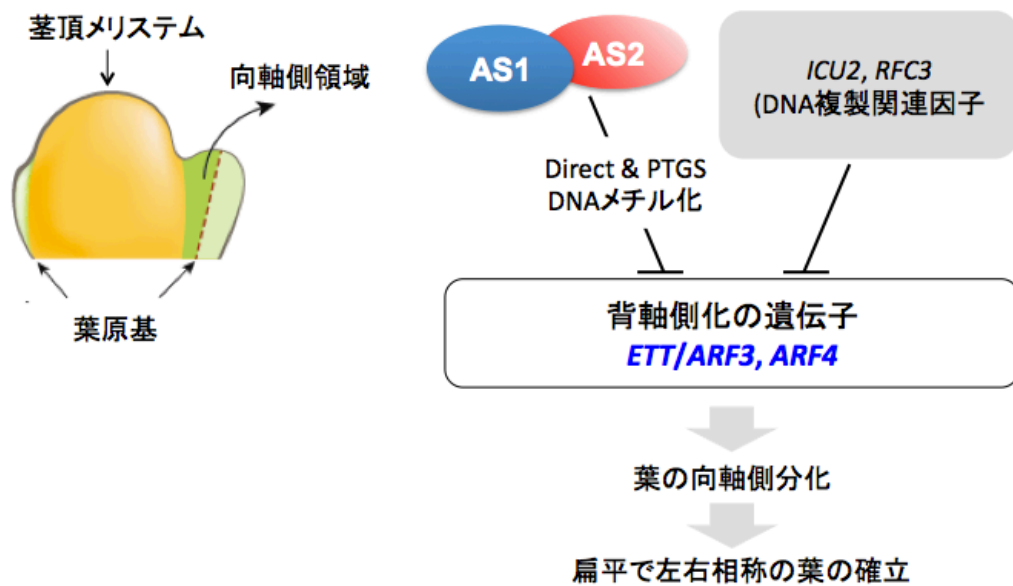 茎頂メリステム
向軸側領域
葉原基
AS1
AS2
ICU2, RFC3
(DNA複製関連因子
Direct & PTGS
DNAメチル化
背軸側化の遺伝子
ETT/ARF3, ARF4
葉の向軸側分化
扁平で左右相称の葉の確立